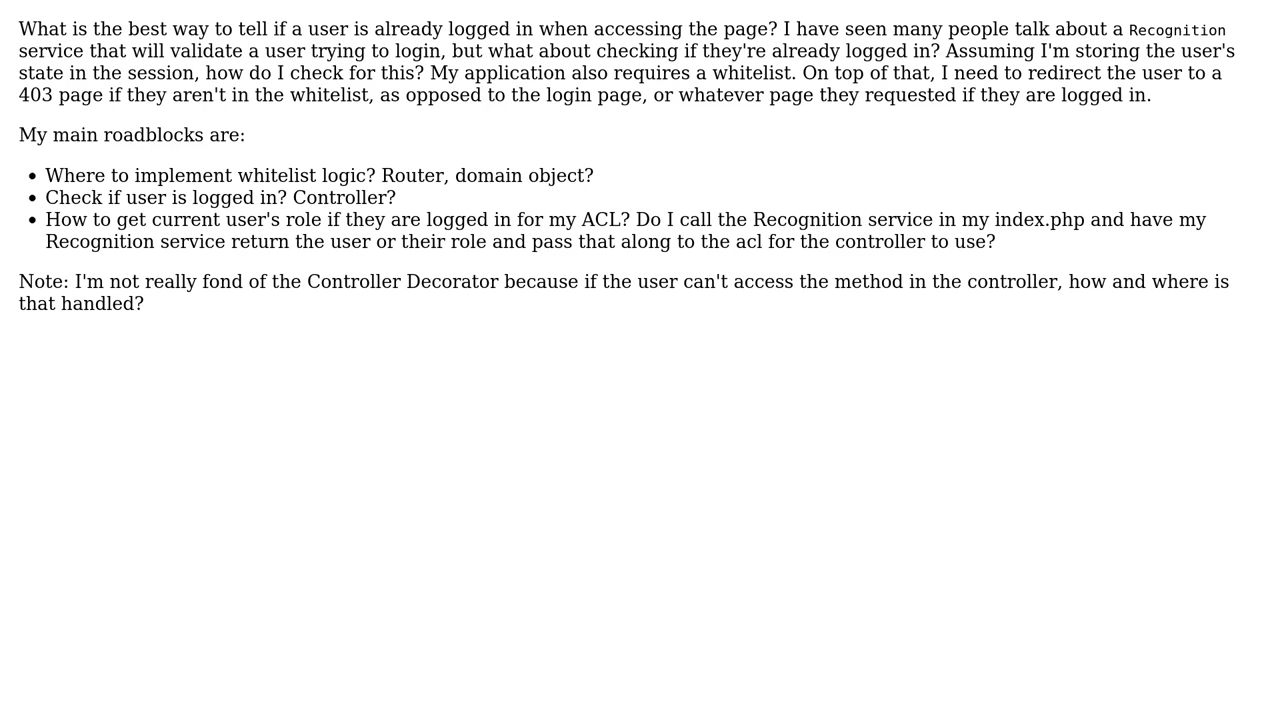 What is the best way to tell if a user is already logged in when accessing the page? I have seen many people talk about a Recognition
service that will validate a user trying to login, but what about checking if they're already logged in? Assuming I'm storing the user's
state in the session, how do I check for this? My application also requires a whitelist. On top of that, I need to redirect the user to a
403 page if they aren't in the whitelist, as opposed to the login page, or whatever page they requested if they are logged in.
My main roadblocks are:
• Where to implement whitelist logic? Router, domain object?
• Check if user is logged in? Controller?
• How to get current user's role if they are logged in for my ACL? Do I call the Recognition service in my index.php and have my
Recognition service return the user or their role and pass that along to the acl for the controller to use?
Note: I'm not really fond of the Controller Decorator because if the user can't access the method in the controller, how and where is
that handled?